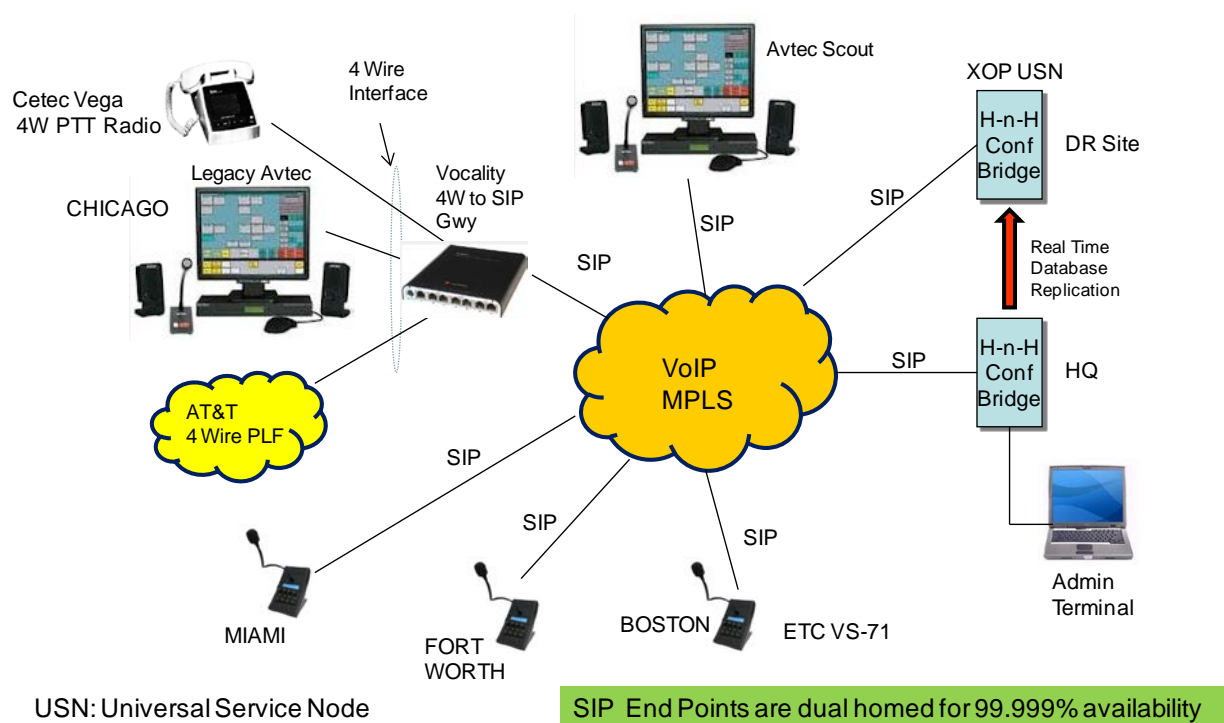 Avtec Scout
XOP USN
4 Wire
Interface
Cetec Vega
4W PTT Radio
H-n-H
Conf
Bridge
DR Site
Legacy Avtec
Vocality
4W to SIP
Gwy
CHICAGO
SIP
SIP
SIP
Real Time
Database
Replication
VoIP
MPLS
SIP
H-n-H
Conf
Bridge
HQ
AT&T
4 Wire PLF
SIP
SIP
SIP
Admin
Terminal
MIAMI
FORT
WORTH
BOSTON
ETC VS-71
USN: Universal Service Node
SIP End Points are dual homed for 99.999% availability